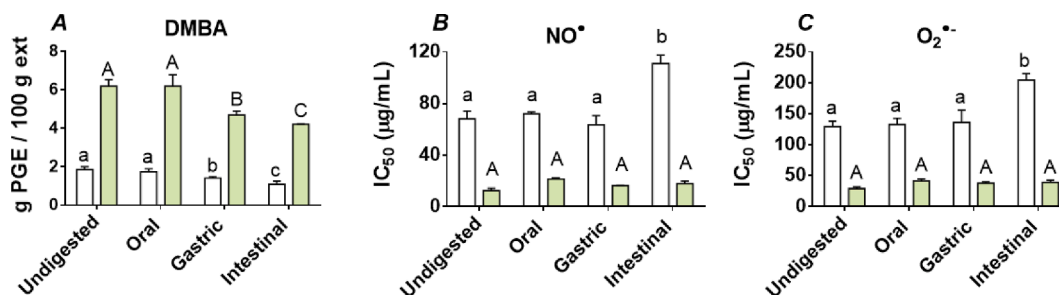 A
DMBA
g PGE / 100 g ext
8
6
4
2
0
a
A
a
A
b
B
c
C
Undigested
Oral
Gastric
Intestinal
B
NO•
IC50 (µg/mL)
120
80
40
0
a
A
a
A
a
A
b
A
Undigested
Oral
Gastric
Intestinal
C
O2•-
IC50 (µg/mL)
250
200
150
100
50
0
a
A
a
A
a
A
b
A
Undigested
Oral
Gastric
Intestinal